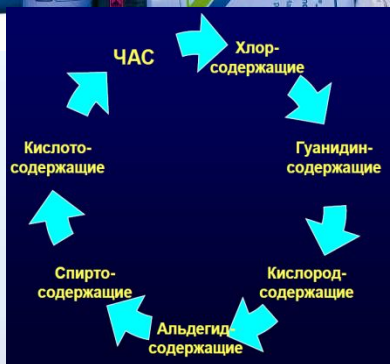 ЧАС
Хлор-
содержащие
Гуанидин-
содержащие
Кислород-
содержащие
Альдегид-
содержащие
Спирто-
содержащие
Кислото-
содержащие